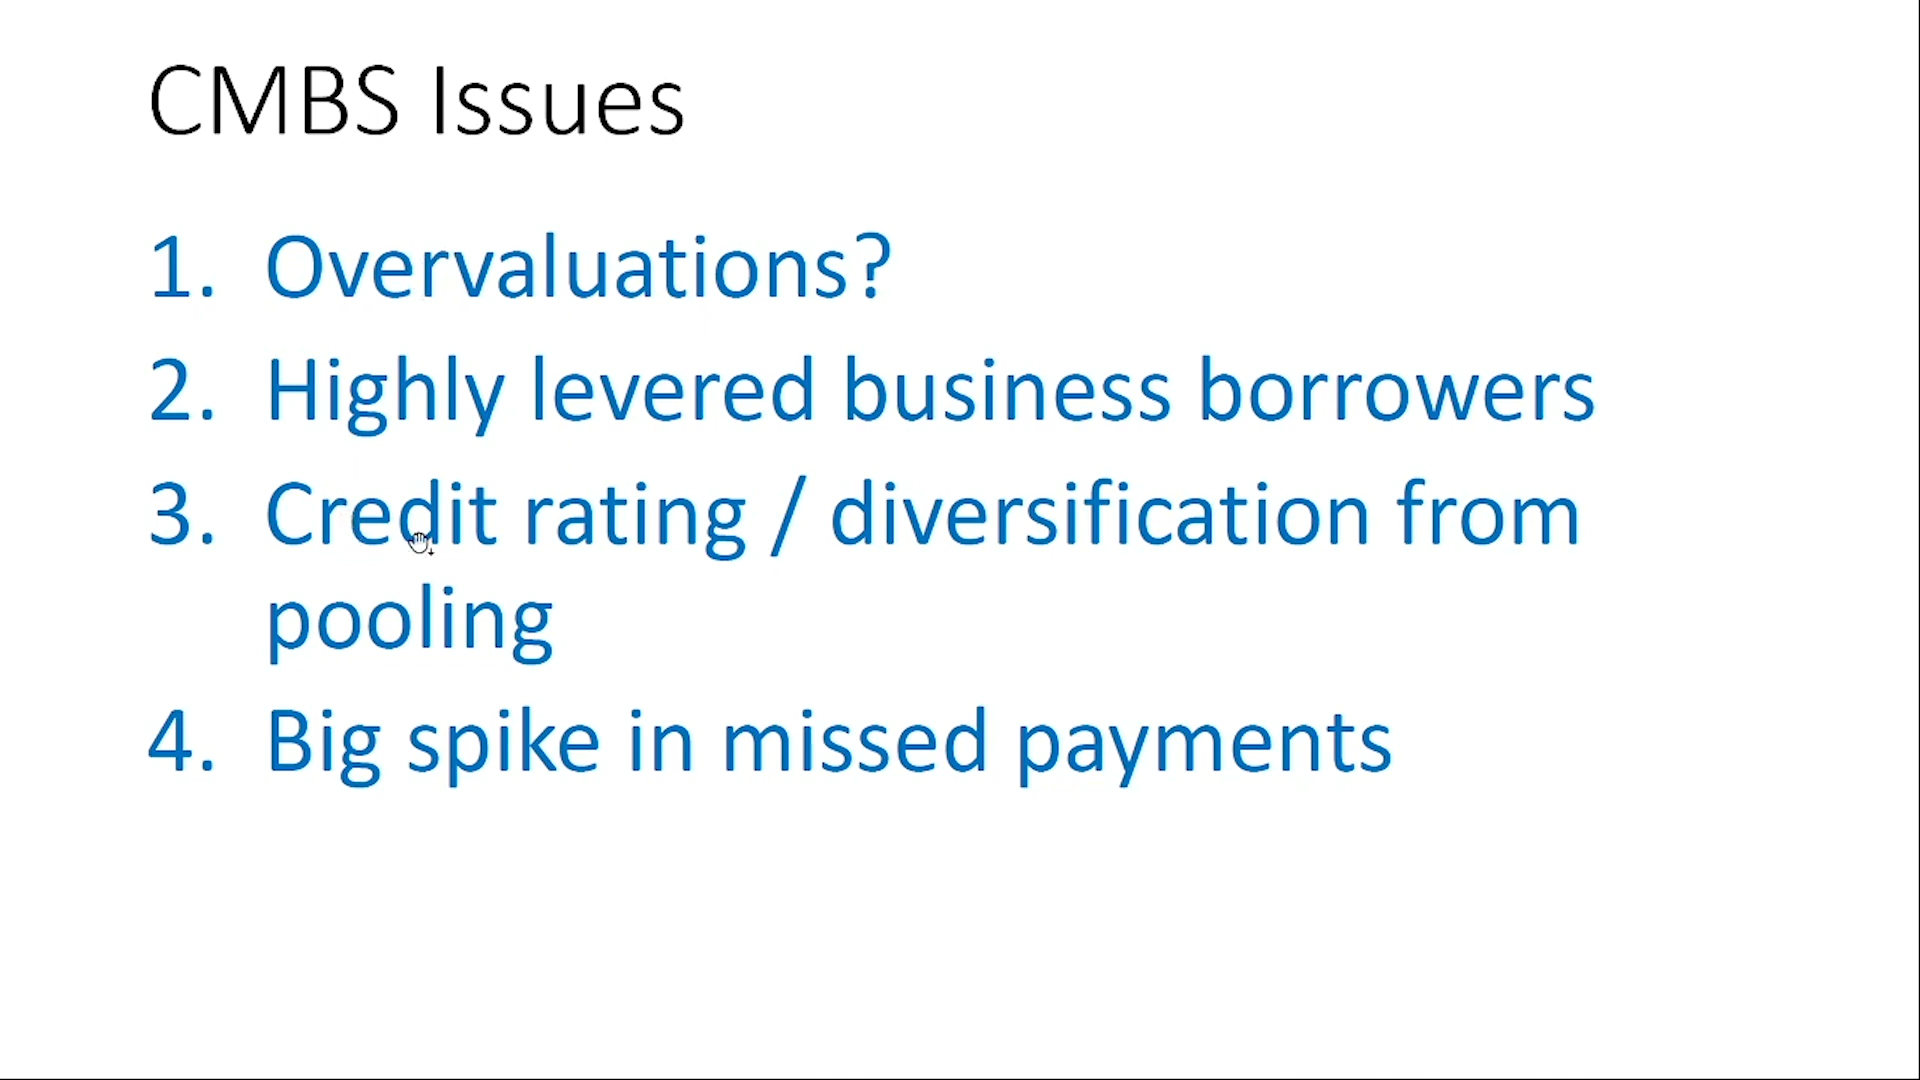 CMBS Issues
1. Overvaluations?
2. Highly levered business borrowers
3. Credit rating / diversification from
pooling
4. Big spike in missed payments